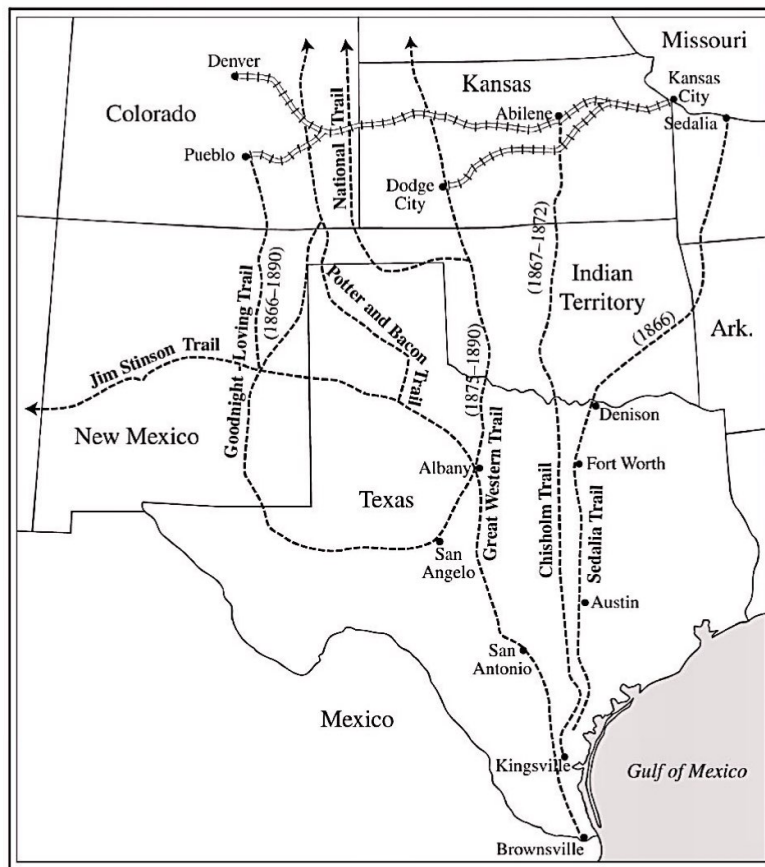 Missouri
Denver
Kansas
Kansas
City
Colorado
Abilene
Sedalia
National Trail
Pueblo
Dodge
City
(1867–1872)
Indian
Territory
(1866–1890)
Potter and Bacon
Trail
(1866)
Ark.
Jim Stinson Trail
Goodnight-Loving Trail
(1875–1890)
Denison
New Mexico
Albany
Fort Worth
Texas
Great Western Trail
Chisholm Trail
Sedalia Trail
San
Angelo
Austin
San
Antonio
Mexico
Kingsville
Gulf of Mexico
Brownsville